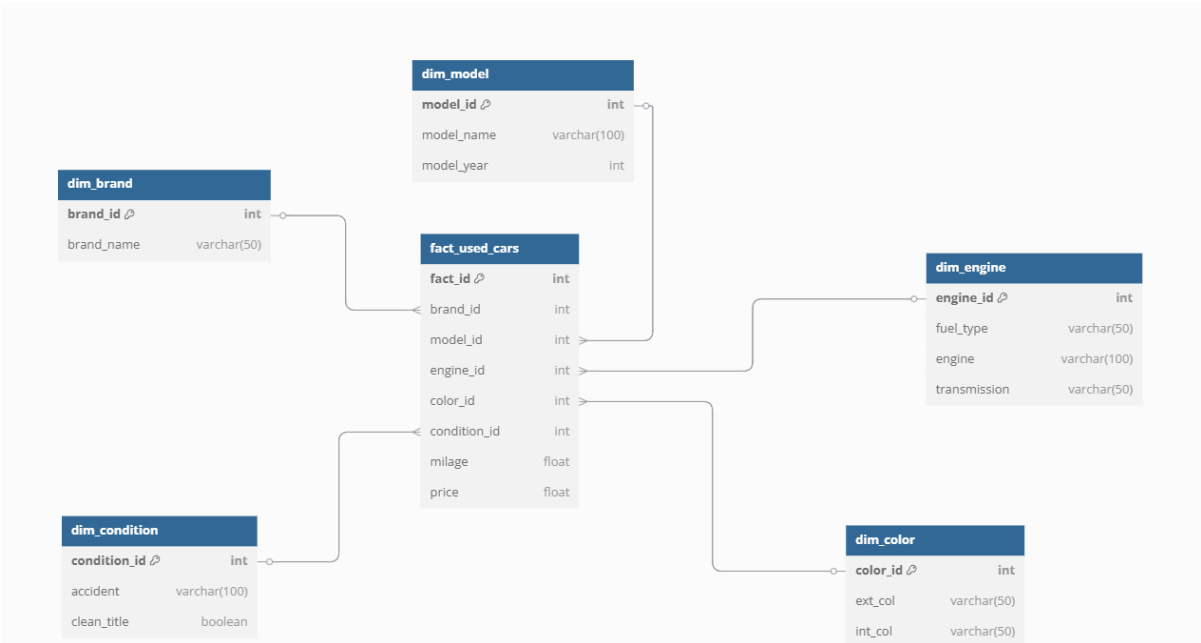 dim_model
model_id int
model_name varchar(100)
model_year int
dim_brand
brand_id int
brand_name varchar(50)
fact_used_cars
fact_id int
brand_id int
model_id int
engine_id int
color_id int
condition_id int
milage float
price float
dim_engine
engine_id int
fuel_type varchar(50)
engine varchar(100)
transmission varchar(50)
dim_condition
condition_id int
accident varchar(100)
clean_title boolean
dim_color
color_id int
ext_col varchar(50)
int_col varchar(50)